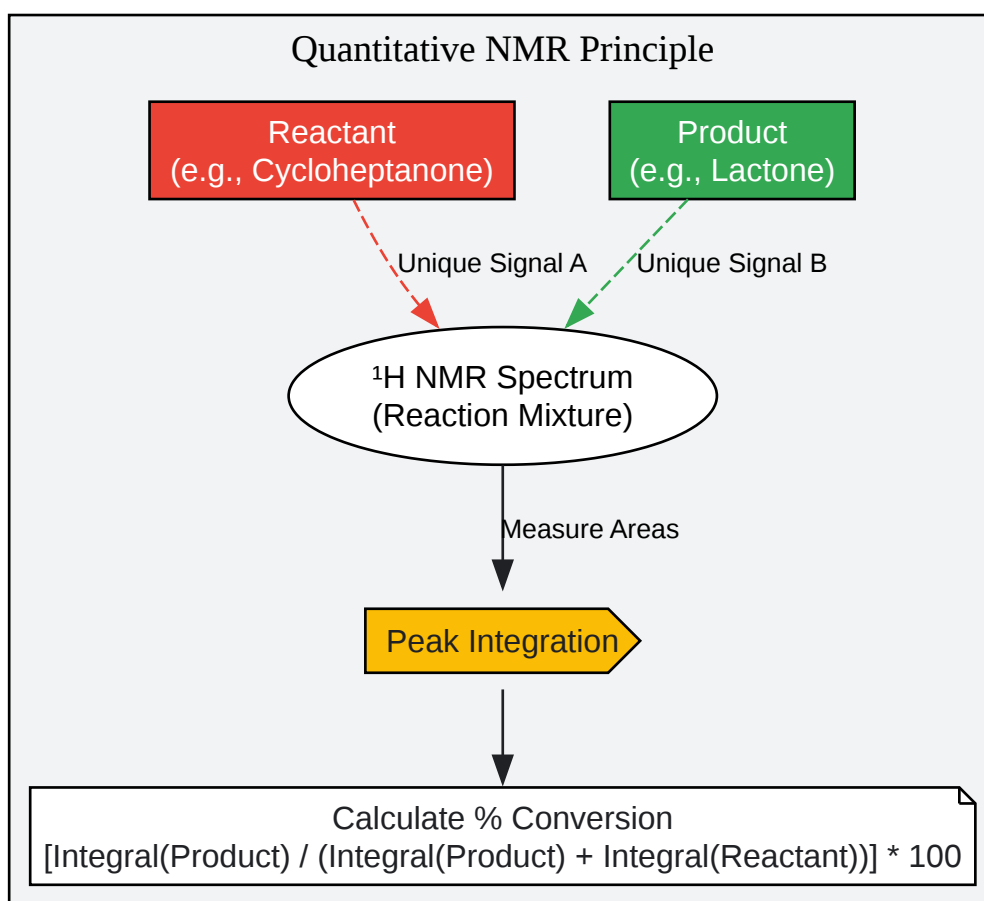 Quantitative NMR Principle
Reactant
(e.g., Cycloheptanone)
Product
(e.g., Lactone)
Unique Signal A
Unique Signal B
¹H NMR Spectrum
(Reaction Mixture)
Measure Areas
Peak Integration
Calculate % Conversion
[Integral(Product) / (Integral(Product) + Integral(Reactant))] * 100